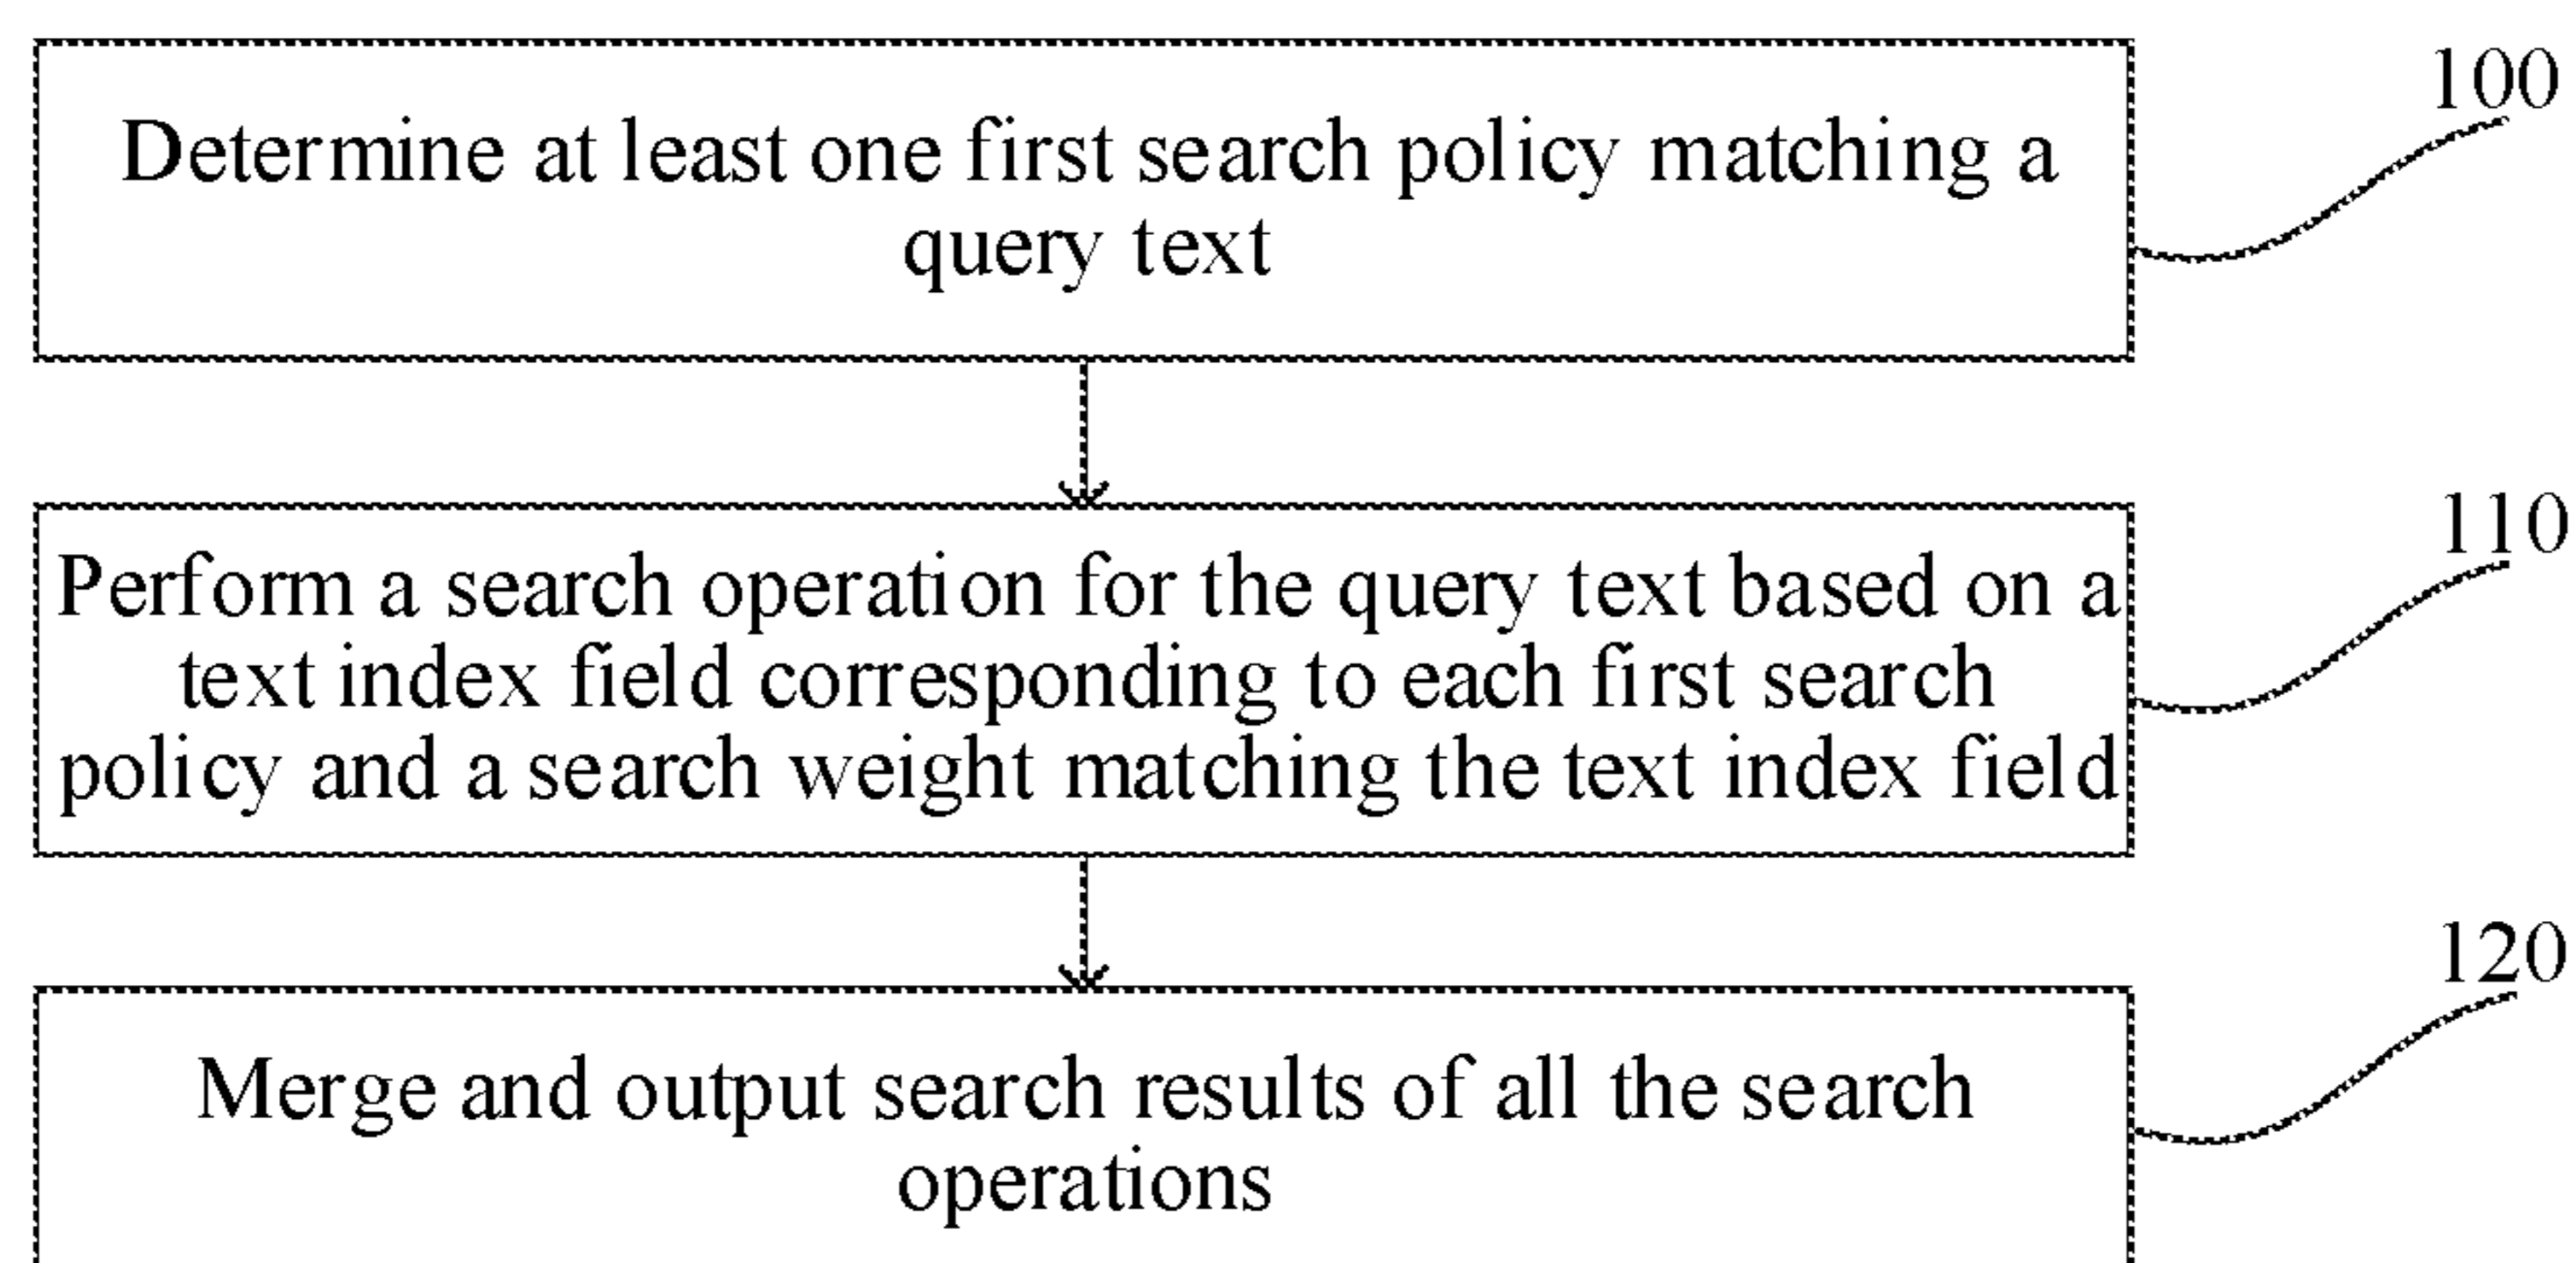 100
Determine at least one first search policy matching a
query text
110
Perform a search operation for the query text based on a
text index field corresponding to each first search
policy and a search weight matching the text index field
120
Merge and output search results of all the search
operations